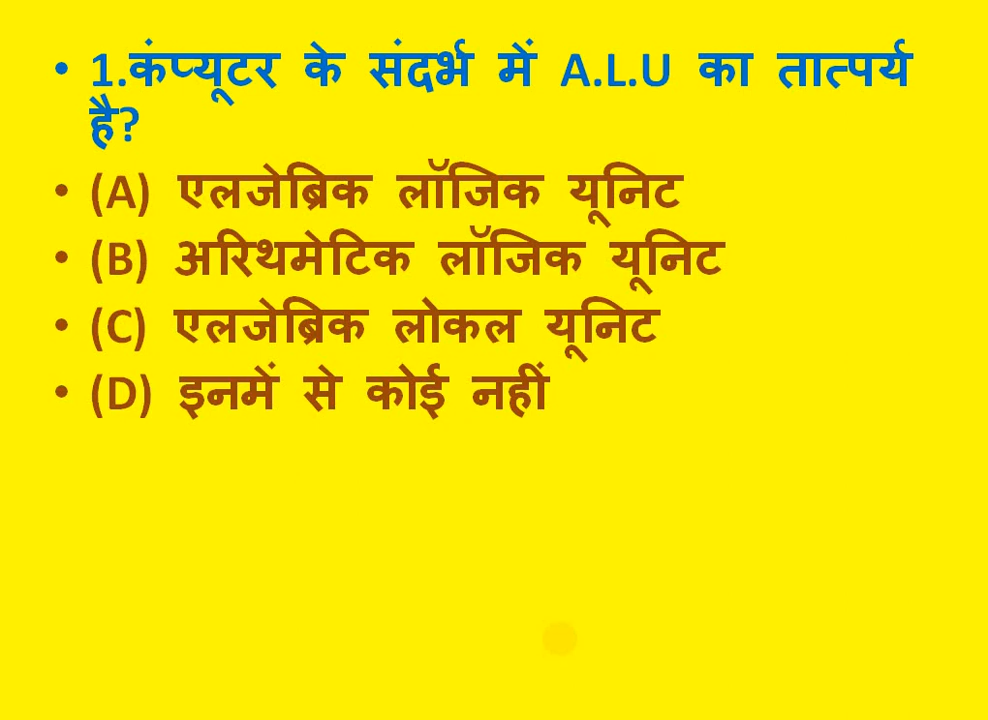 • 1.कंप्यूटर के संदर्भ में A.L.U का तात्पर्य
है?
• (A) एलजेब्रिक लॉजिक यूनिट
• (B) अरिथमेटिक लॉजिक यूनिट
• (C) एलजेब्रिक लोकल यूनिट
• (D) इनमें से कोई नहीं